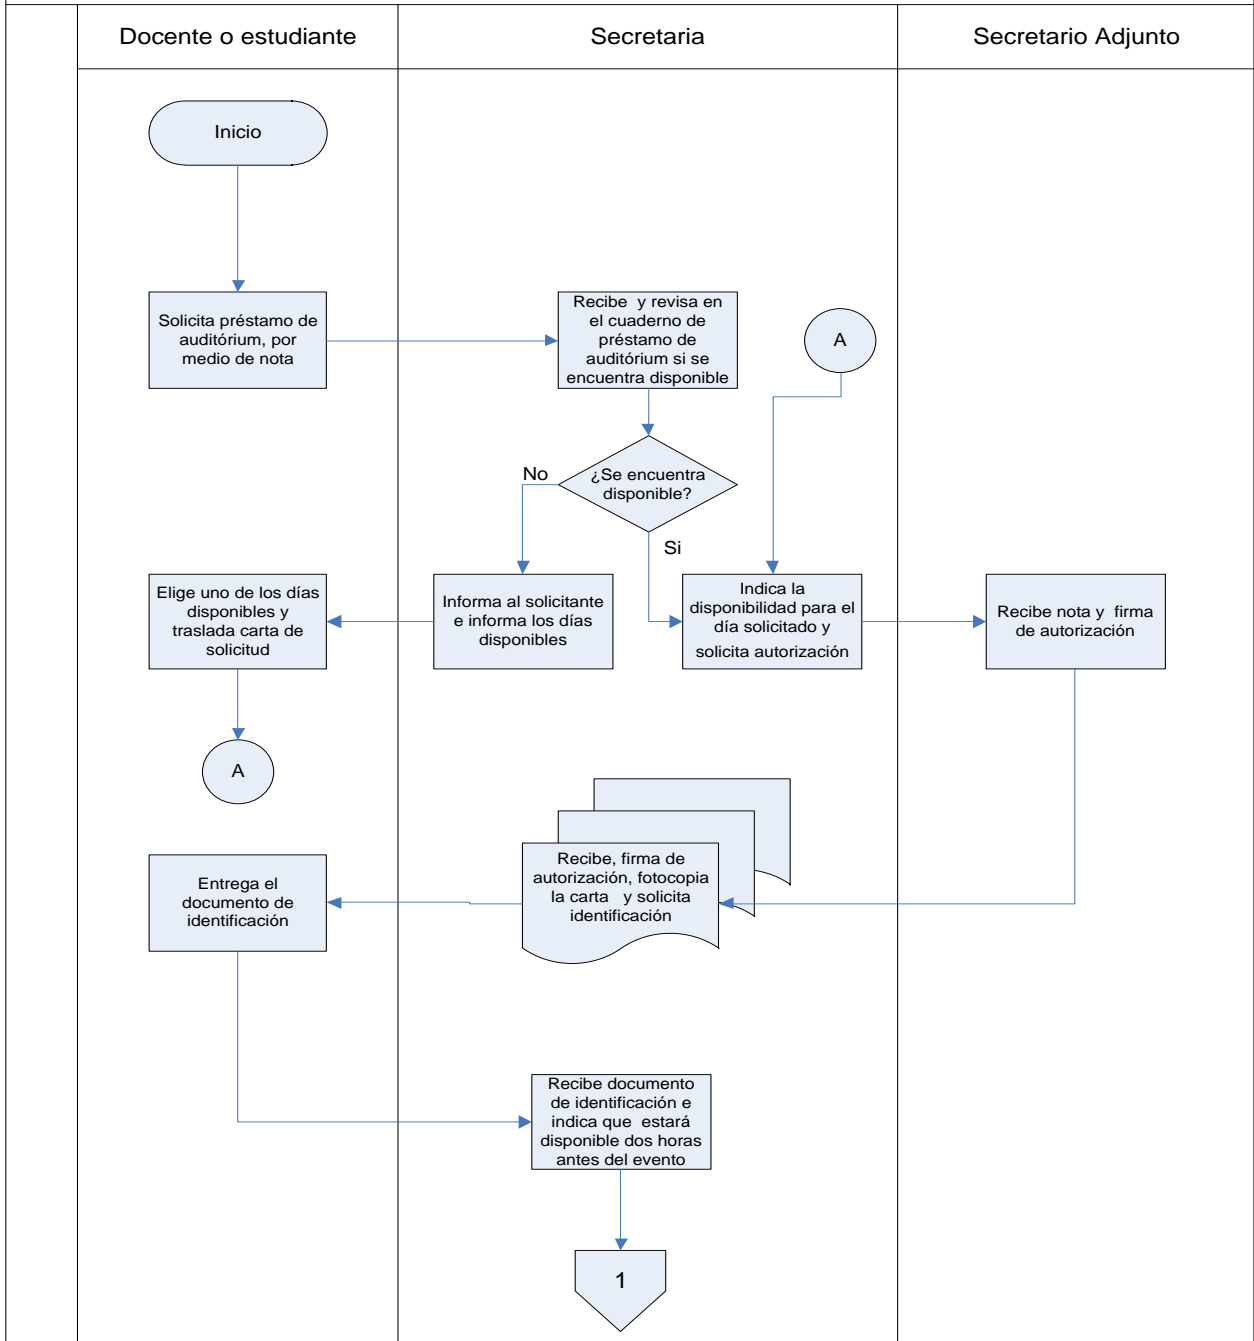 Docente o estudiante
Secretaria
Secretario Adjunto
Inicio
Solicita préstamo de
auditórium, por
medio de nota
Recibe y revisa en
el cuaderno de
préstamo de
auditórium si se
encuentra disponible
A
¿Se encuentra
disponible?
No
Si
Elige uno de los días
disponibles y
traslada carta de
solicitud
Informa al solicitante
e informa los días
disponibles
Indica la
disponibilidad para el
día solicitado y
solicita autorización
Recibe nota y firma
de autorización
A
Recibe, firma de
autorización, fotocopia
la carta y solicita
identificación
Entrega el
documento de
identificación
Recibe documento
de identificación e
indica que estará
disponible dos horas
antes del evento
1